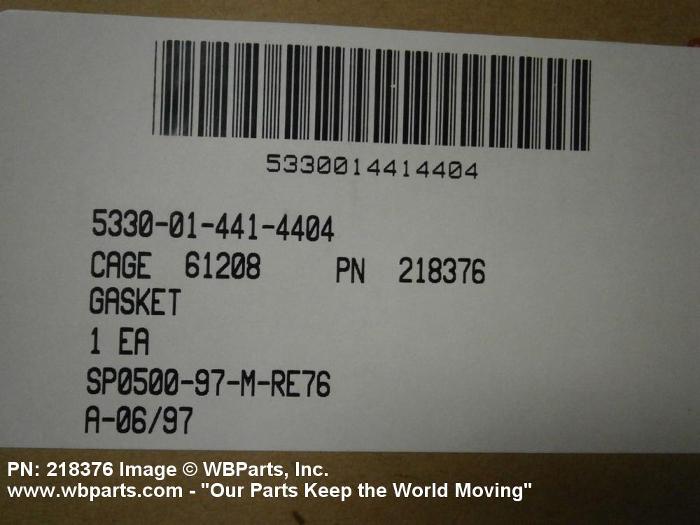 5330014414404
5330-01-441-4404
CAGE 61208 PN 218376
GASKET
1 EA
SP0500-97-M-RE76
A-06/97
PN: 218376 Image © WBParts, Inc.
www.wbparts.com - "Our Parts Keep the World Moving"